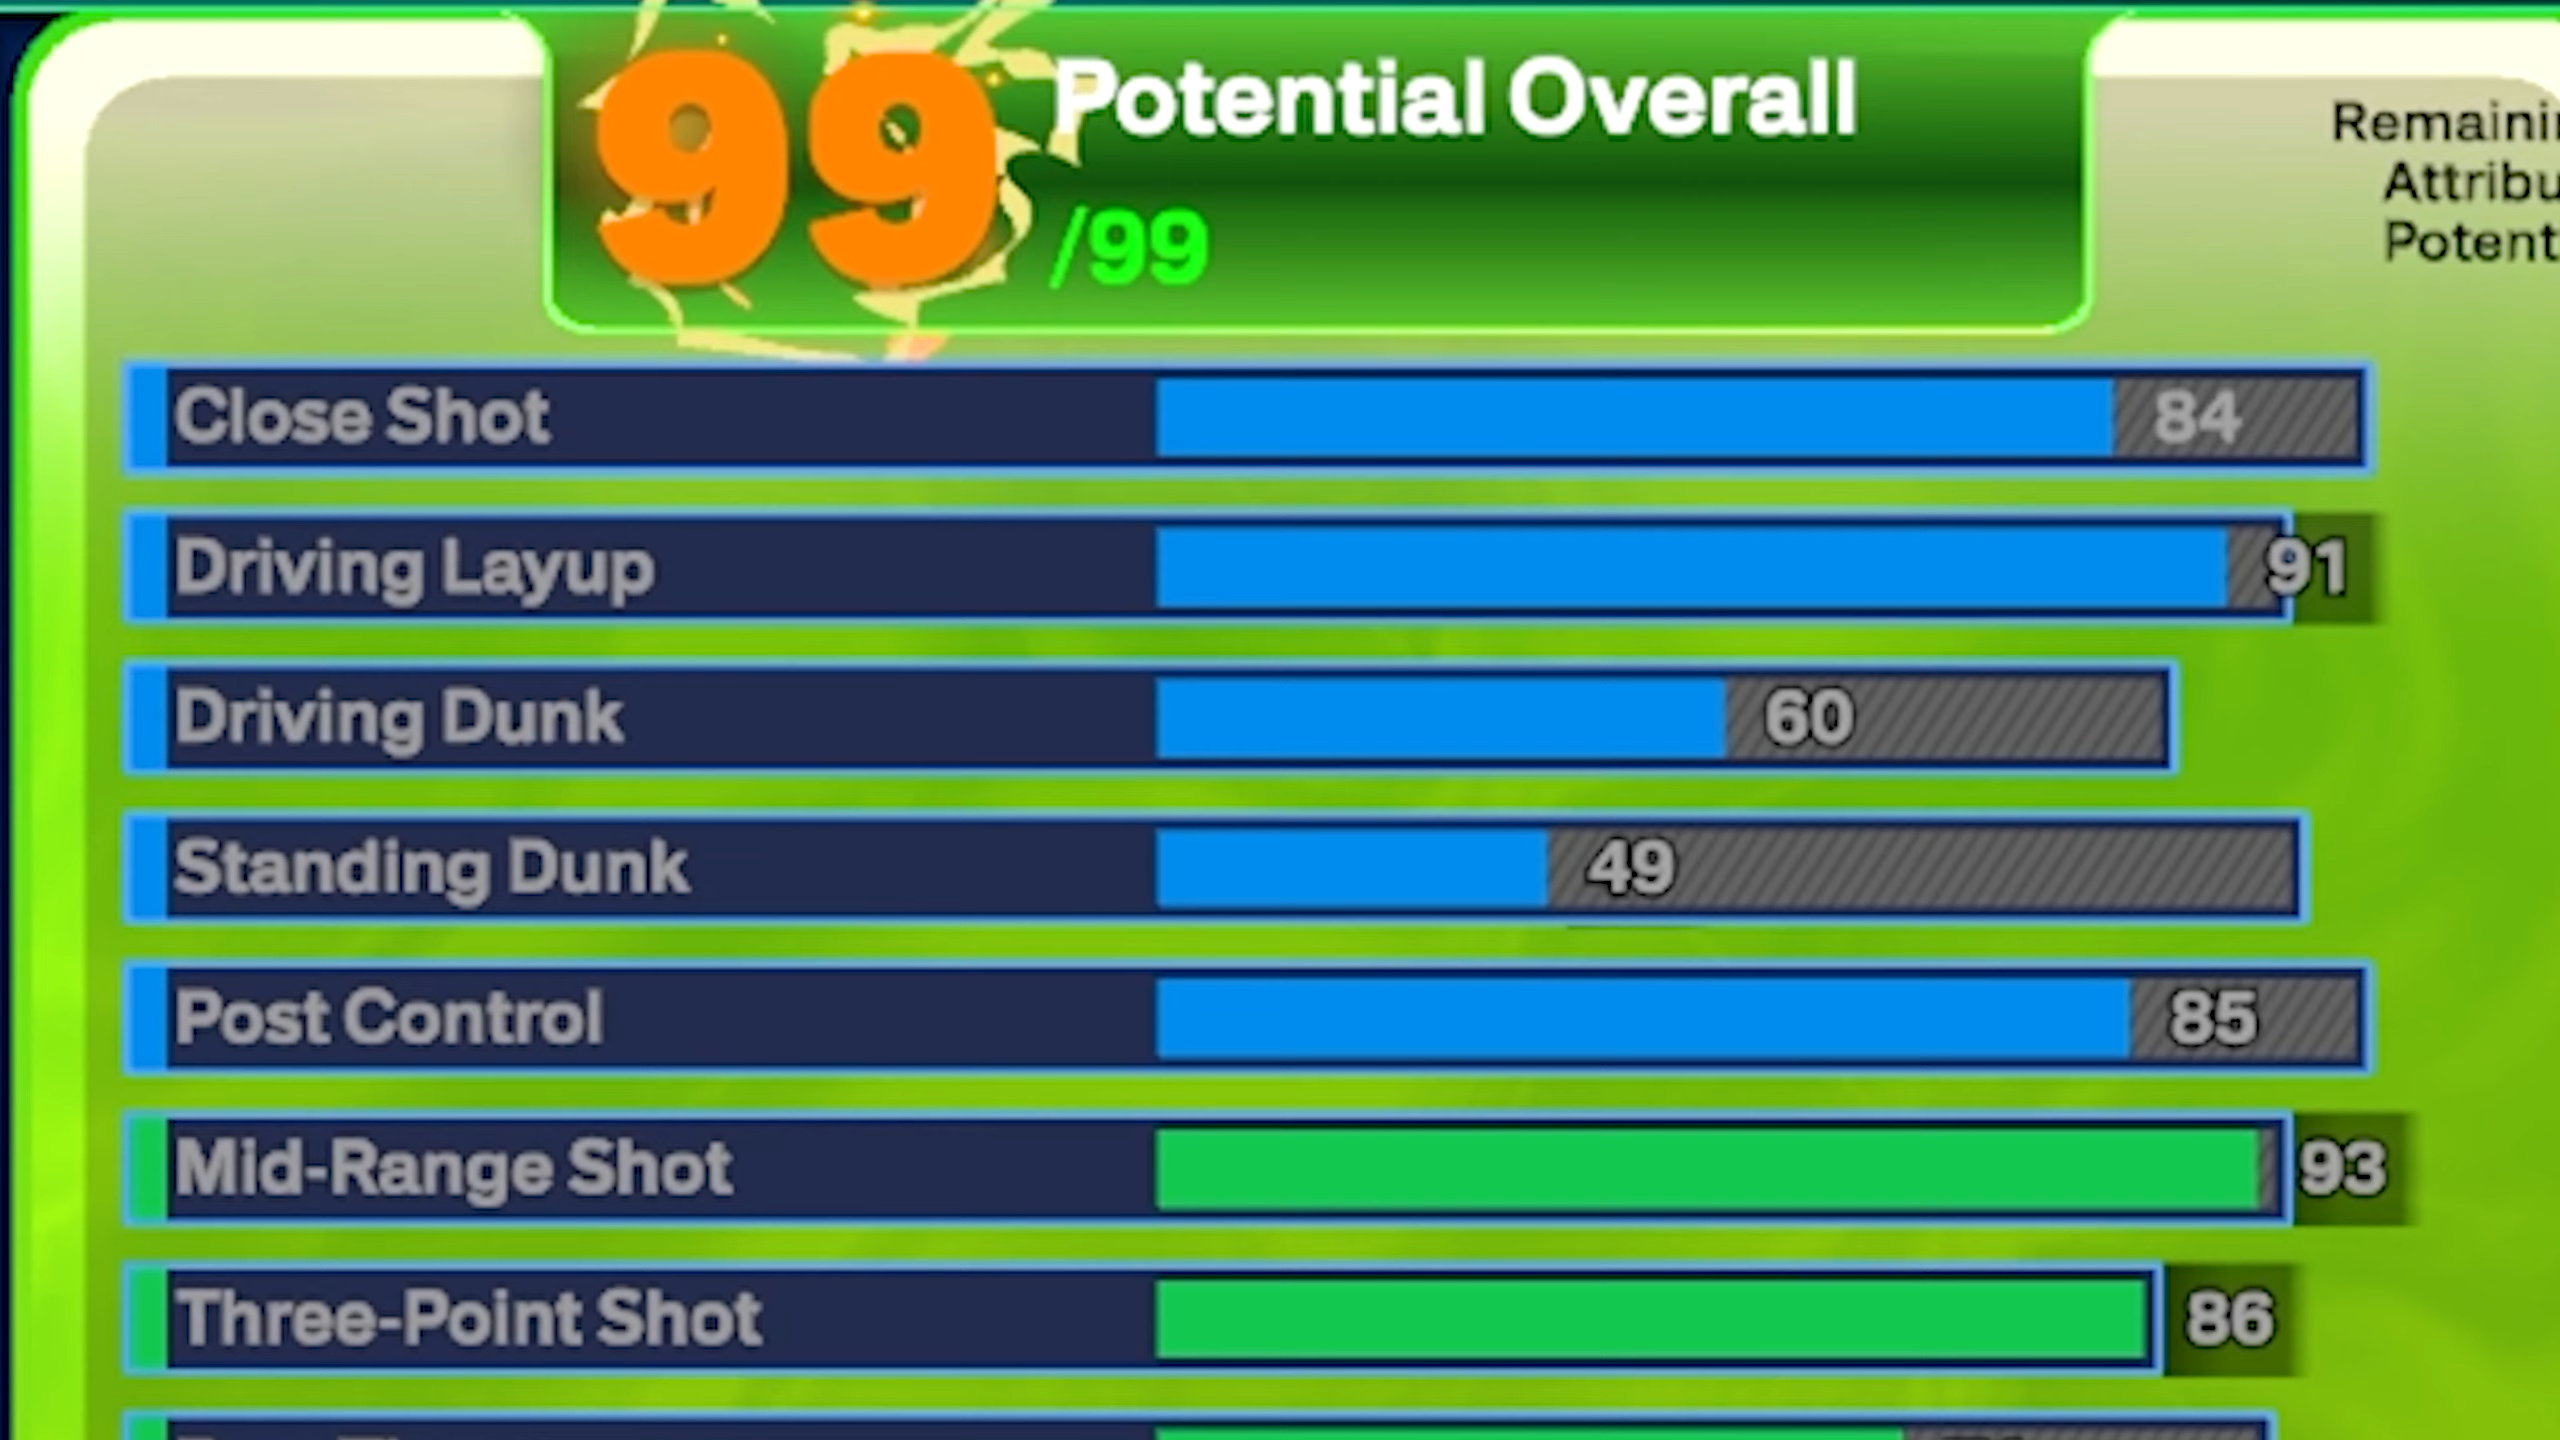 99 Potential Overall
/99
Close Shot 84
Driving Layup 91
Driving Dunk 60
Standing Dunk 49
Post Control 85
Mid-Range Shot 93
Three-Point Shot 86